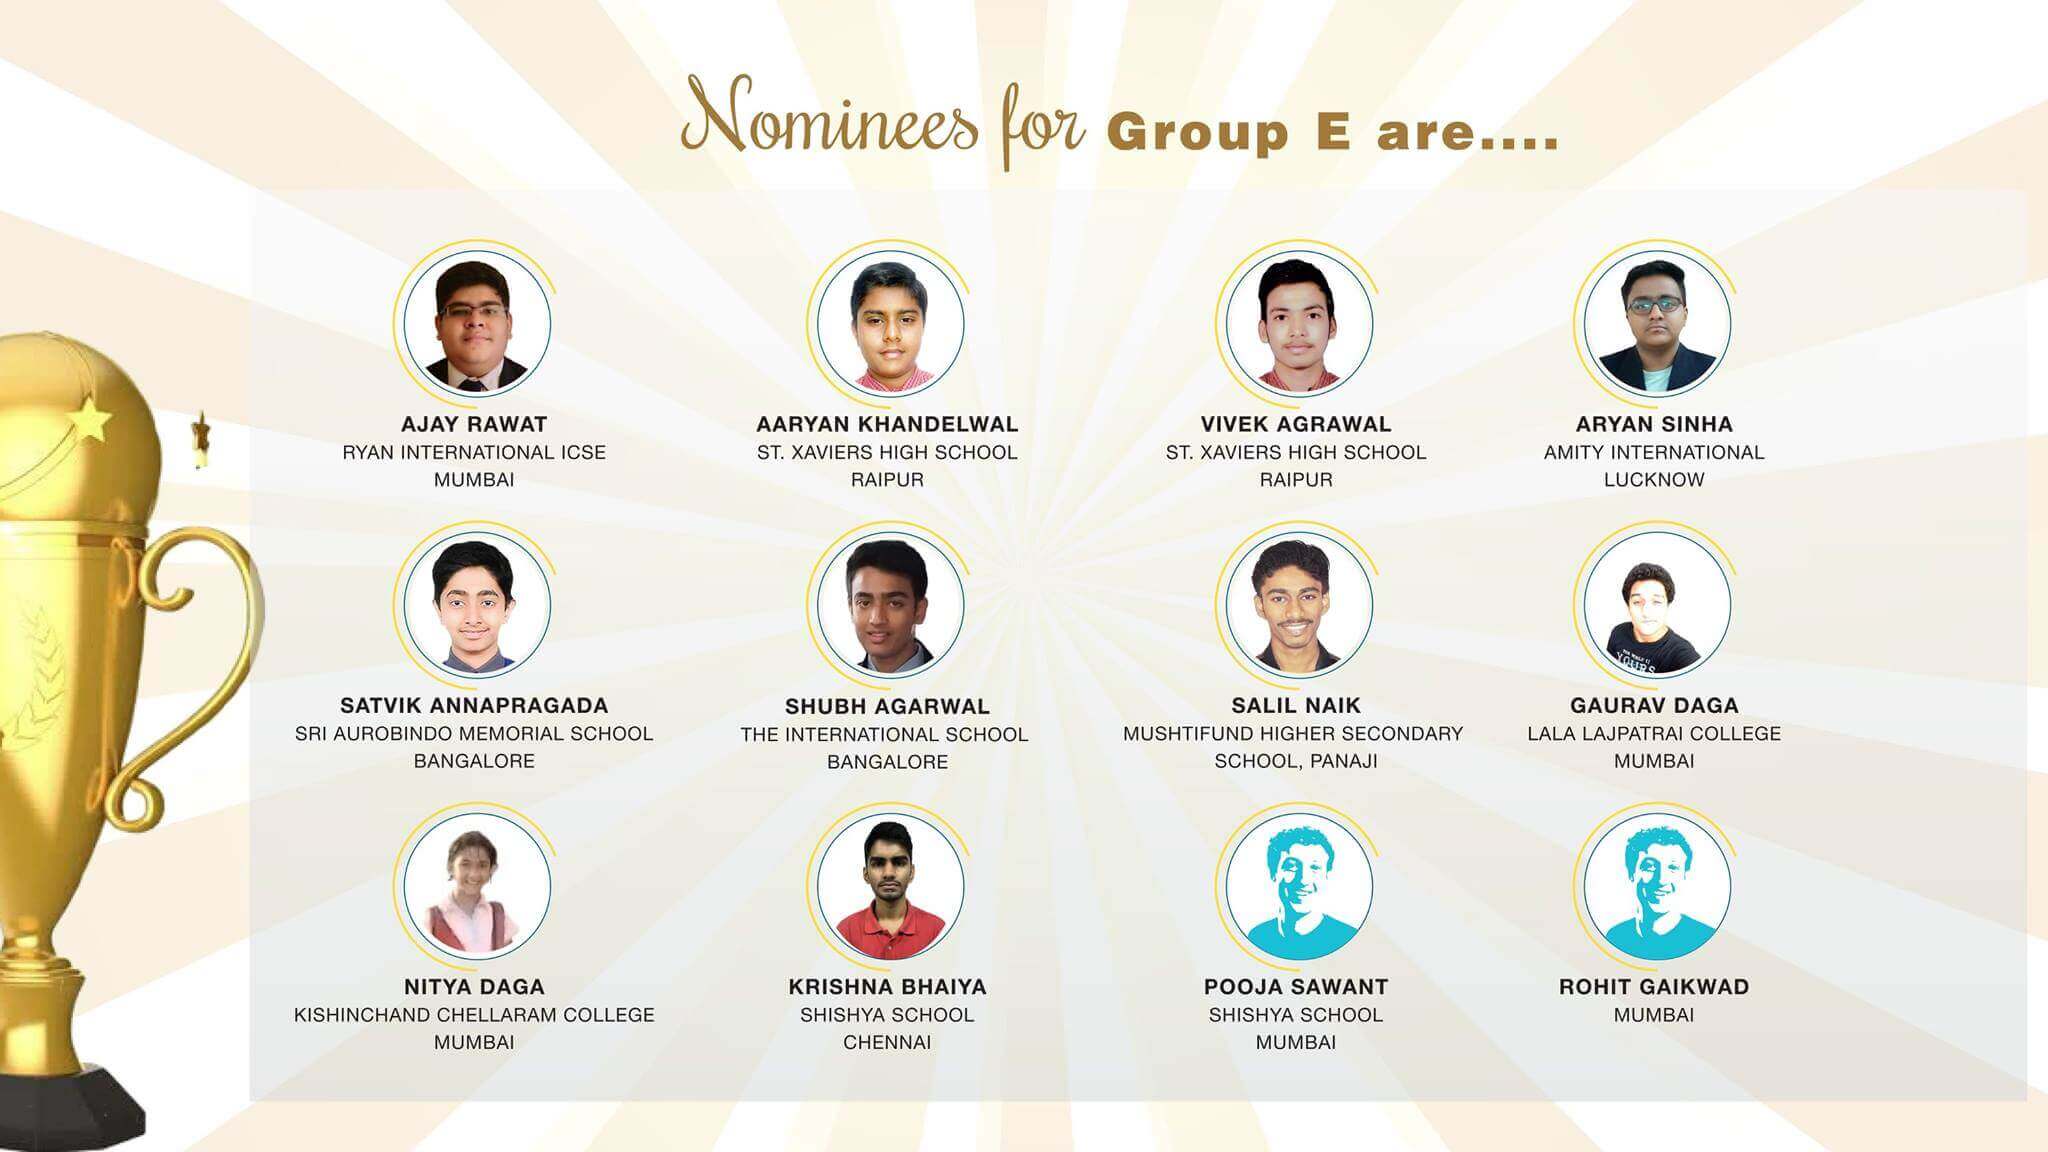 Nominees for Group E are....
AJAY RAWAT
RYAN INTERNATIONAL ICSE
MUMBAI
AARYAN KHANDELWAL
ST. XAVIERS HIGH SCHOOL
RAIPUR
VIVEK AGRAWAL
ST. XAVIERS HIGH SCHOOL
RAIPUR
ARYAN SINHA
AMITY INTERNATIONAL
LUCKNOW
SATVIK ANNAPRAGADA
SRI AUROBINDO MEMORIAL SCHOOL
BANGALORE
SHUBH AGARWAL
THE INTERNATIONAL SCHOOL
BANGALORE
SALIL NAIK
MUSHTIFUND HIGHER SECONDARY
SCHOOL, PANAJI
YOURS
GAURAV DAGA
LALA LAJPATRAI COLLEGE
MUMBAI
NITYA DAGA
KISHINCHAND CHELLARAM COLLEGE
MUMBAI
KRISHNA BHAIYA
SHISHYA SCHOOL
CHENNAI
POOJA SAWANT
SHISHYA SCHOOL
MUMBAI
ROHIT GAIKWAD
MUMBAI